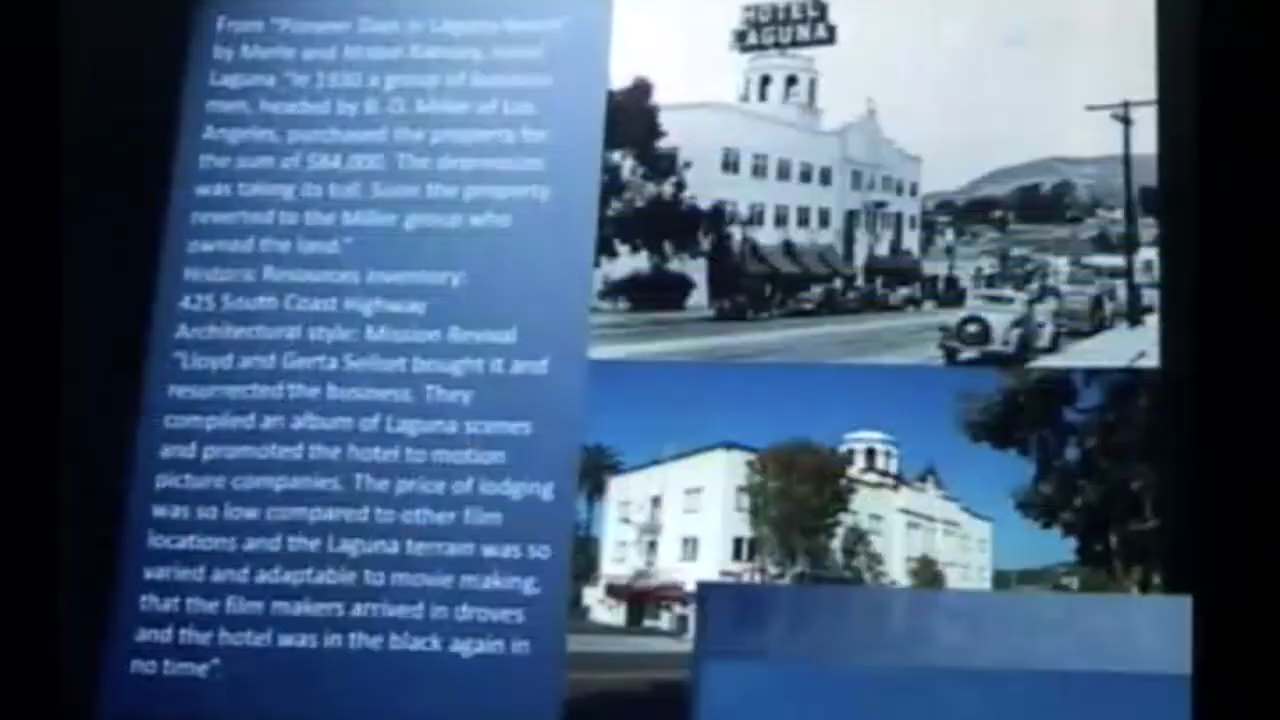 From "Pioneer Days in Laguna Beach"
by Merle and Mabel Ramsey,
Laguna "In 1930 a group of business
men, headed by B. O. Miller of Los
Angeles, purchased the property for
the sum of $84,000. The depression
was taking its toll. Soon the property
reverted to the Miller group who
owned the land."
Historic Resources Inventory:
425 South Coast Highway
Architectural style: Mission Revival
"Lloyd and Gerta bought it and
resurrected the business. They
compiled an album of Laguna scenes
and promoted the hotel to motion
picture companies. The price of lodging
was so low compared to other film
locations and the Laguna terrain was so
varied and adaptable to movie making,
that the film makers arrived in droves
and the hotel was in the black again in
no time".
HOTEL
LAGUNA